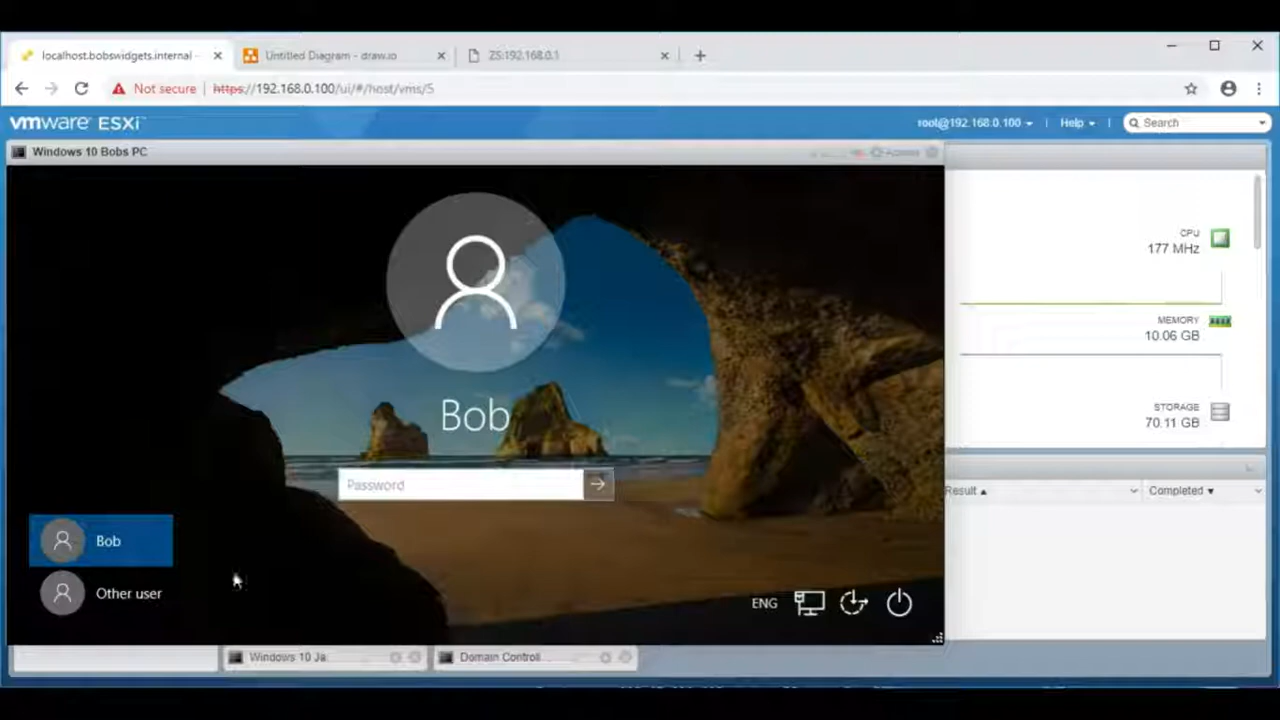 localhost.bobswidgets.internal -
Untitled Diagram - draw.io
ZS:192.168.0.1
Not secure
https://192.168.0.100/ui/#/host/vms/5
vmware ESXi
root@192.168.0.100
Help
Search
Windows 10 Bobs PC
CPU
177 MHz
MEMORY
10.06 GB
STORAGE
70.11 GB
Bob
Password
Result
Completed
Bob
Other user
ENG
Windows 10 Ja
Domain Controll